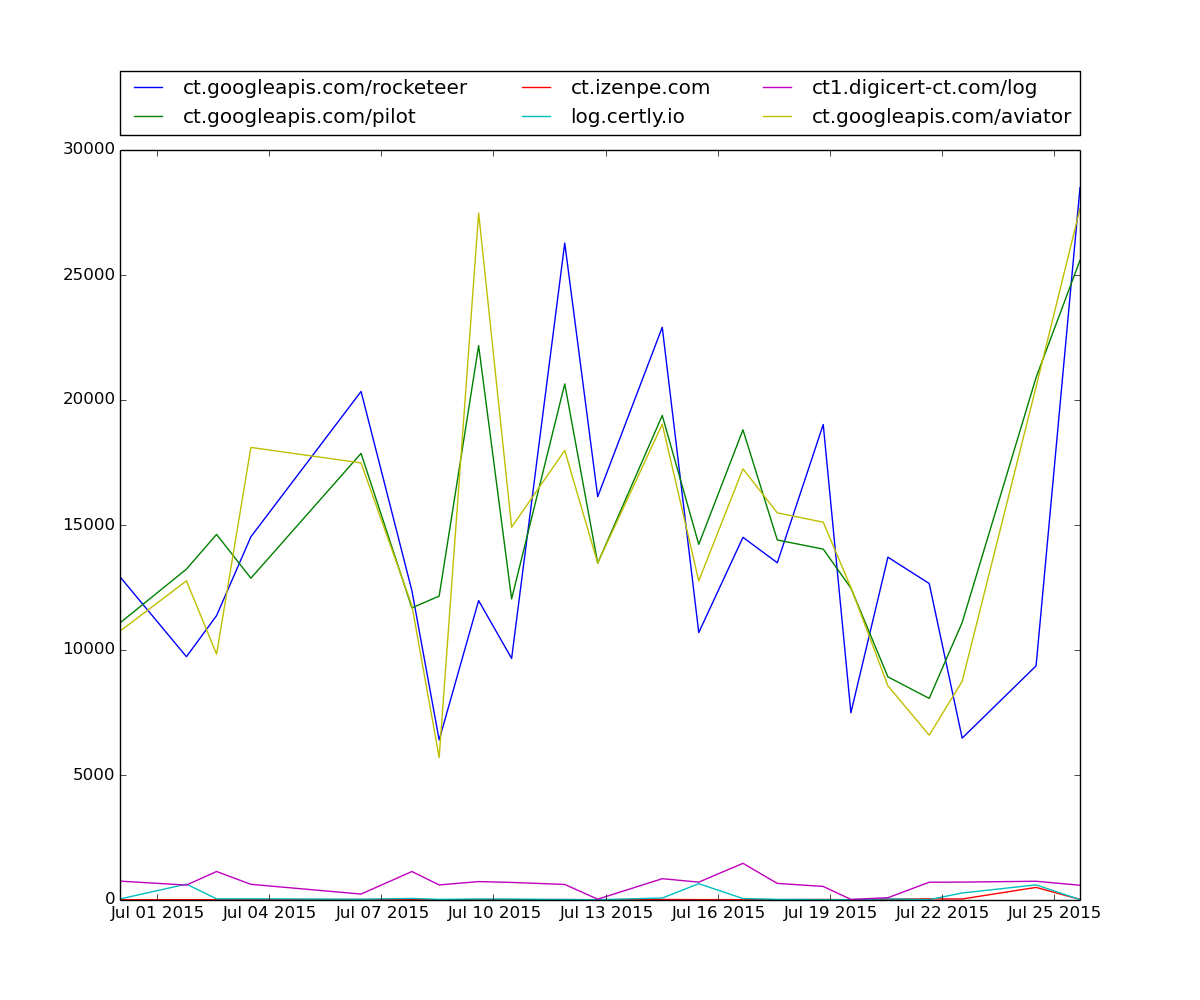 ct.googleapis.com/rocketeer ct.izenpe.com ct1.digicert-ct.com/log
ct.googleapis.com/pilot log.certly.io ct.googleapis.com/aviator
30000
25000
20000
15000
10000
5000
0
Jul 01 2015 Jul 04 2015 Jul 07 2015 Jul 10 2015 Jul 13 2015 Jul 16 2015 Jul 19 2015 Jul 22 2015 Jul 25 2015